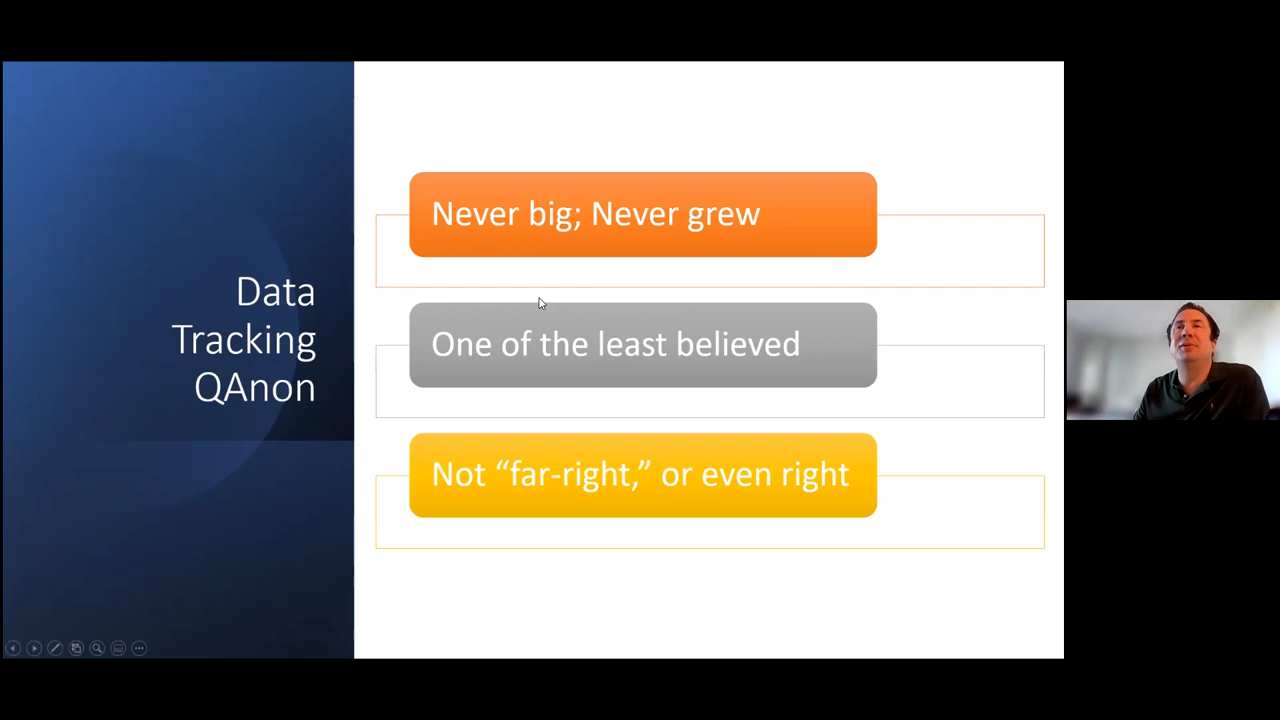 Data
Tracking
QAnon
Never big; Never grew
One of the least believed
Not “far-right,” or even right